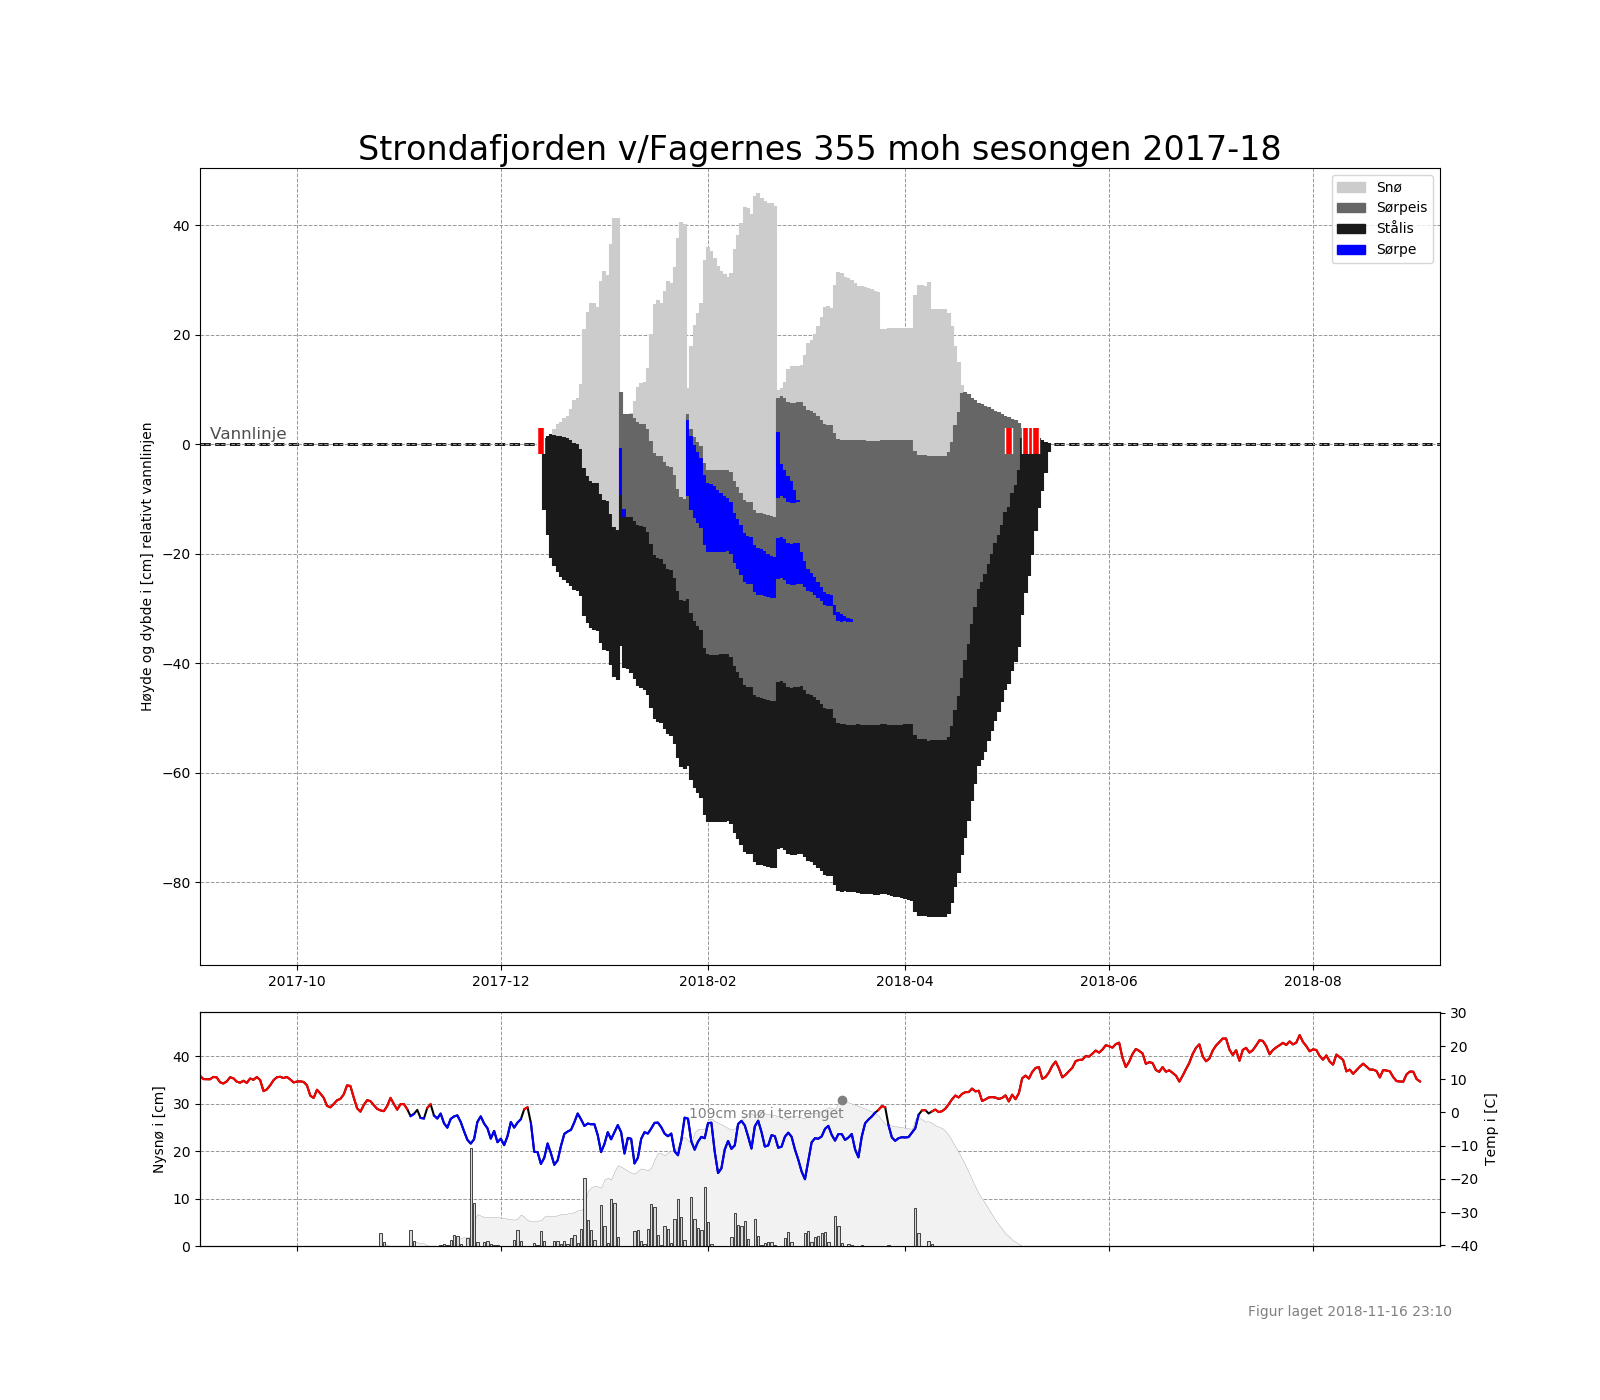 Strondafjorden v/Fagernes 355 moh sesongen 2017-18
Høyde og dybde i [cm] relativt vannlinjen
40
20
0
−20
−40
−60
−80
Vannlinje
Snø
Sørpeis
Stålis
Sørpe
2017-10
2017-12
2018-02
2018-04
2018-06
2018-08
Nysnø i [cm]
40
30
20
10
0
109cm snø i terrenget
30
20
10
0
−10
−20
−30
−40
Temp i [C]
Figur laget 2018-11-16 23:10